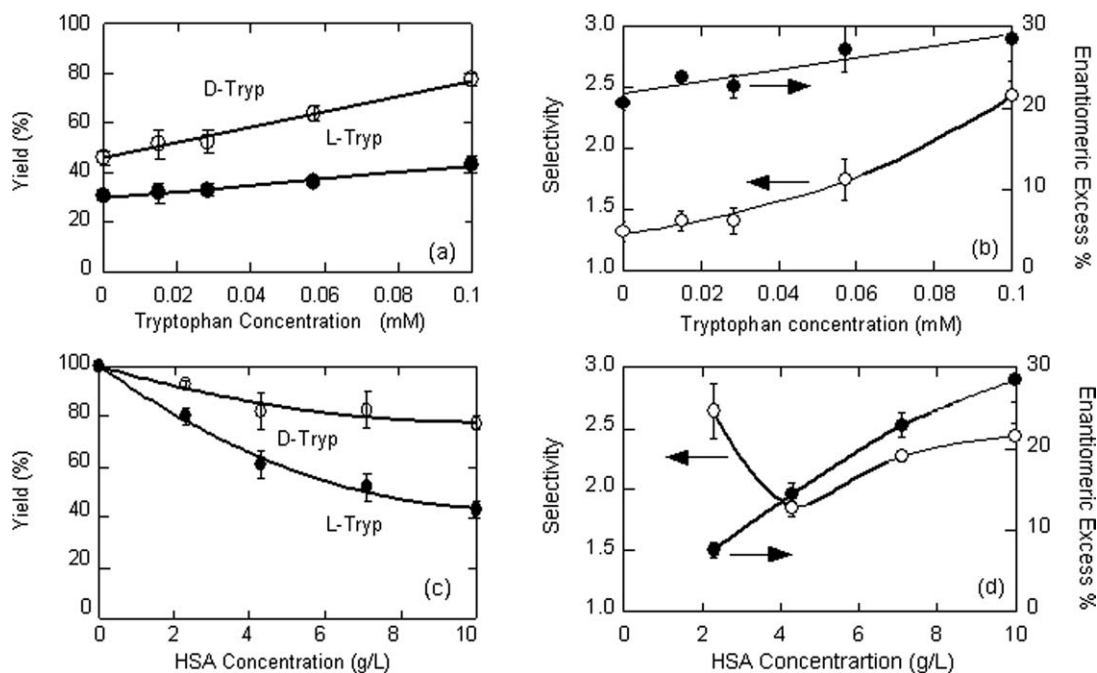 100
80
60
40
20
0
Yield (%)
D-Tryp
L-Tryp
(a)
0 0.02 0.04 0.06 0.08 0.1
Tryptophan Concentration (mM)
3.0
2.5
2.0
1.5
1.0
Selectivity
30
20
10
0
Enantiomeric Excess %
(b)
0 0.02 0.04 0.06 0.08 0.1
Tryptophan concentration (mM)
100
80
60
40
20
0
Yield (%)
D-Tryp
L-Tryp
(c)
0 2 4 6 8 10
HSA Concentration (g/L)
3.0
2.5
2.0
1.5
1.0
Selectivity
30
20
10
0
Enantiomeric Excess %
(d)
0 2 4 6 8 10
HSA Concentrartion (g/L)